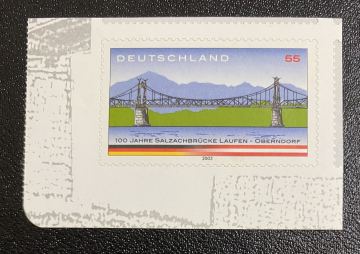 DEUTSCHLAND 55
100 JAHRE SALZACHBRÜCKE LAUFEN - OBERNDORF
2003